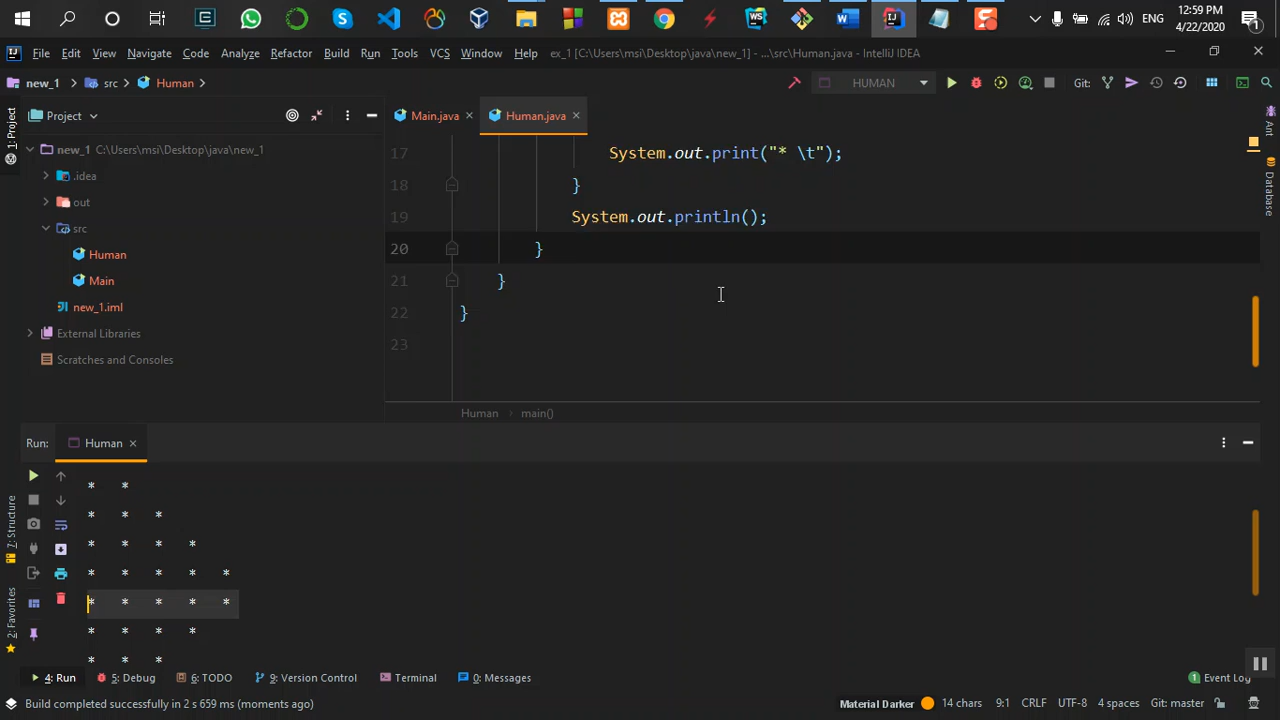 ENG
12:59 PM
4/22/2020
1
File Edit View Navigate Code Analyze Refactor Build Run Tools VCS Window Help ex_1 [C:\Users\msi\Desktop\java\new_1] - ...\src\Human.java - IntelliJ IDEA
new_1 src Human HUMAN Git:
1: Project
Project
Main.java Human.java
Ant
Database
new_1 C:\Users\msi\Desktop\java\new_1
.idea
out
src
Human
Main
new_1.iml
External Libraries
Scratches and Consoles
17 System.out.print("* \t");
18 }
19 System.out.println();
20 }
21 }
22 }
23
Human main()
Run: Human
* *
* * *
* * * *
* * * * *
* * * * *
* * * *
* * *
7: Structure
2: Favorites
4: Run 5: Debug 6: TODO 9: Version Control Terminal 0: Messages 1 Event Log
Build completed successfully in 2 s 659 ms (moments ago) Material Darker 14 chars 9:1 CRLF UTF-8 4 spaces Git: master